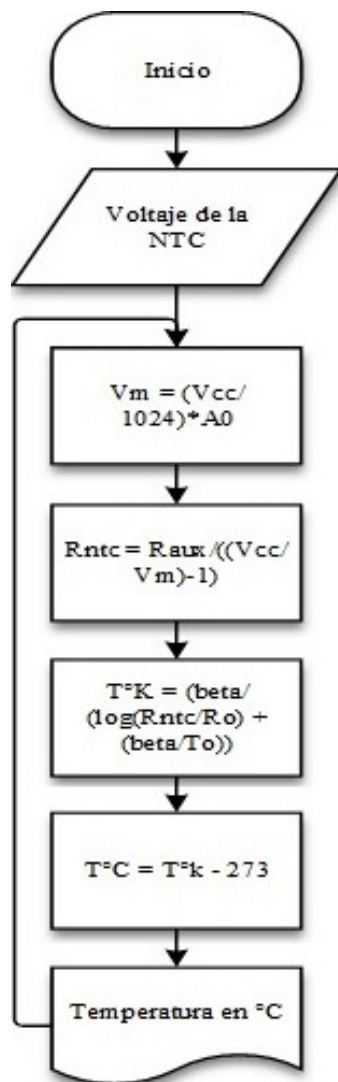 Inicio
Voltaje de la
NTC
Vm = (Vcc/
1024)*A0
Rntc = Raux/((Vcc/
Vm)-1)
T°K = (beta/
(log(Rntc/Ro) +
(beta/To))
T°C = T°k - 273
Temperatura en °C